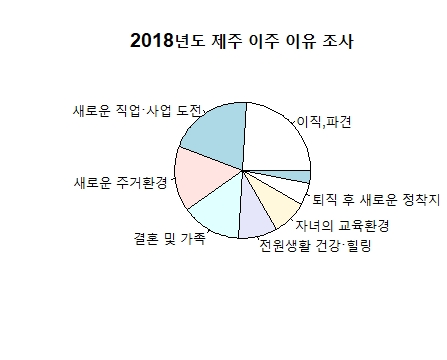 2018년도 제주 이주 이유 조사
새로운 직업·사업 도전
이직,파견
새로운 주거환경
퇴직 후 새로운 정착지
자녀의 교육환경
결혼 및 가족
전원생활 건강·힐링